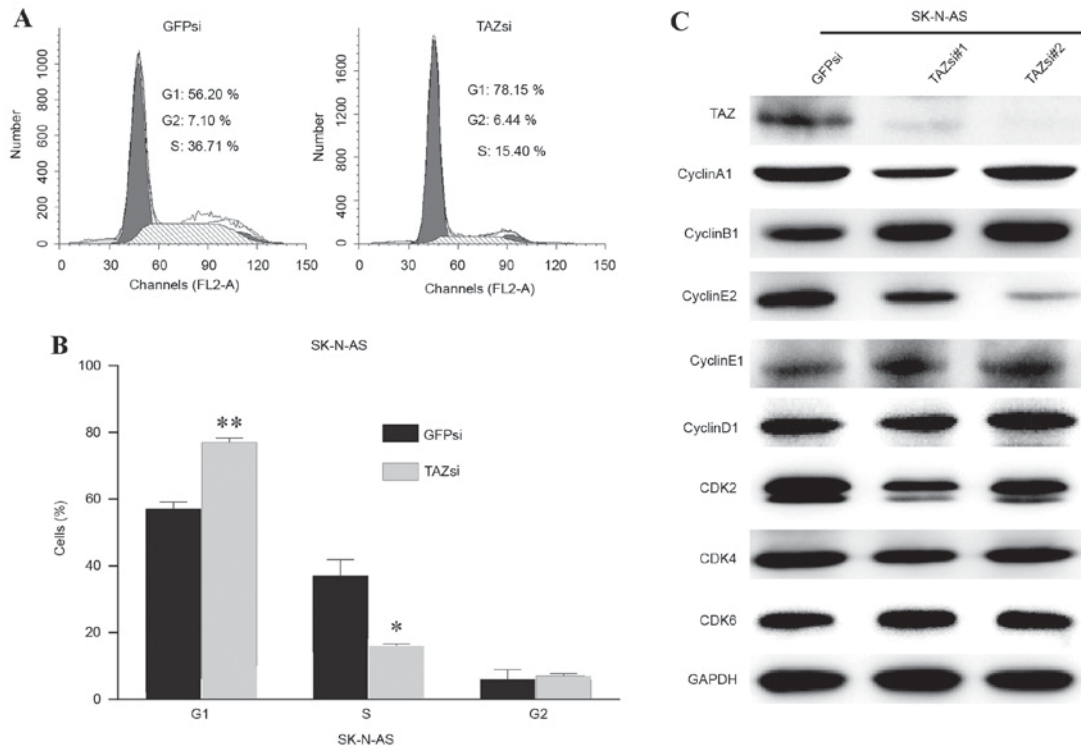 A
GFPsi
G1: 56.20 %
G2: 7.10 %
S: 36.71 %
Number
1000
800
600
400
200
0
0 30 60 90 120 150
Channels (FL2-A)
TAZsi
G1: 78.15 %
G2: 6.44 %
S: 15.40 %
Number
1600
1200
800
400
0
0 30 60 90 120 150
Channels (FL2-A)
B
SK-N-AS
Cells (%)
100
80
60
40
20
0
**
*
GFPsi
TAZsi
G1 S G2
SK-N-AS
C
SK-N-AS
GFPsi TAZsi#1 TAZsi#2
TAZ
CyclinA1
CyclinB1
CyclinE2
CyclinE1
CyclinD1
CDK2
CDK4
CDK6
GAPDH